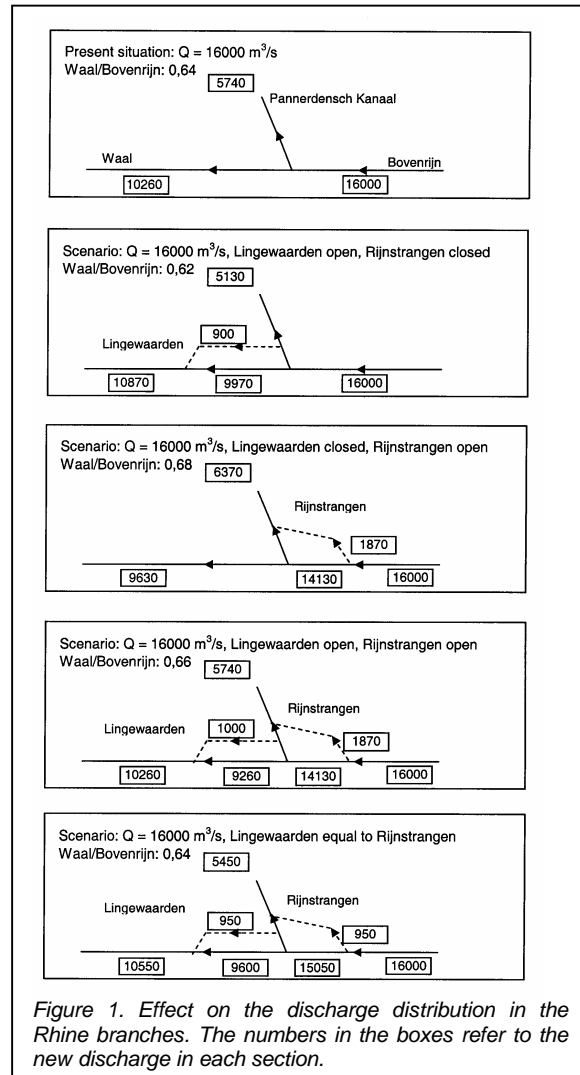 Present situation: Q = 16000 m³/s
Waal/Bovenrijn: 0,64
5740
Pannerdensch Kanaal
Waal
Bovenrijn
10260
16000
Scenario: Q = 16000 m³/s, Lingewaarden open, Rijnstrangen closed
Waal/Bovenrijn: 0,62
5130
900
Lingewaarden
10870
9970
16000
Scenario: Q = 16000 m³/s, Lingewaarden closed, Rijnstrangen open
Waal/Bovenrijn: 0,68
6370
Rijnstrangen
1870
9630
14130
16000
Scenario: Q = 16000 m³/s, Lingewaarden open, Rijnstrangen open
Waal/Bovenrijn: 0,66
5740
Rijnstrangen
Lingewaarden
1000
1870
10260
9260
14130
16000
Scenario: Q = 16000 m³/s, Lingewaarden equal to Rijnstrangen
Waal/Bovenrijn: 0,64
5450
Rijnstrangen
Lingewaarden
950
950
10550
9600
15050
16000
Figure 1. Effect on the discharge distribution in the
Rhine branches. The numbers in the boxes refer to the
new discharge in each section.